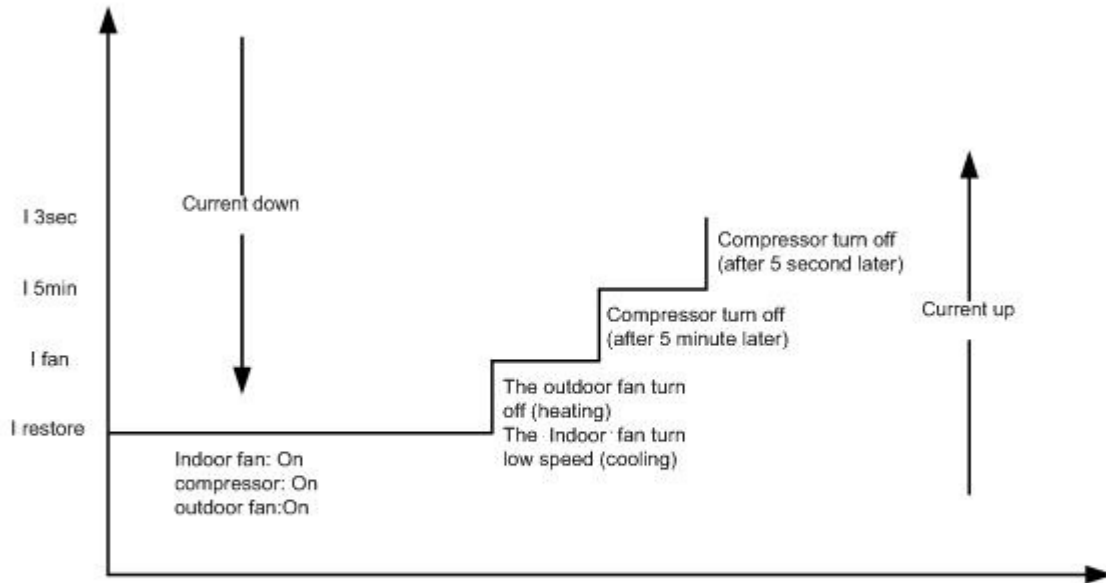 I 3sec
I 5min
I fan
I restore
Current down
Indoor fan: On
compressor: On
outdoor fan:On
The outdoor fan turn
off (heating)
The Indoor fan turn
low speed (cooling)
Compressor turn off
(after 5 minute later)
Compressor turn off
(after 5 second later)
Current up